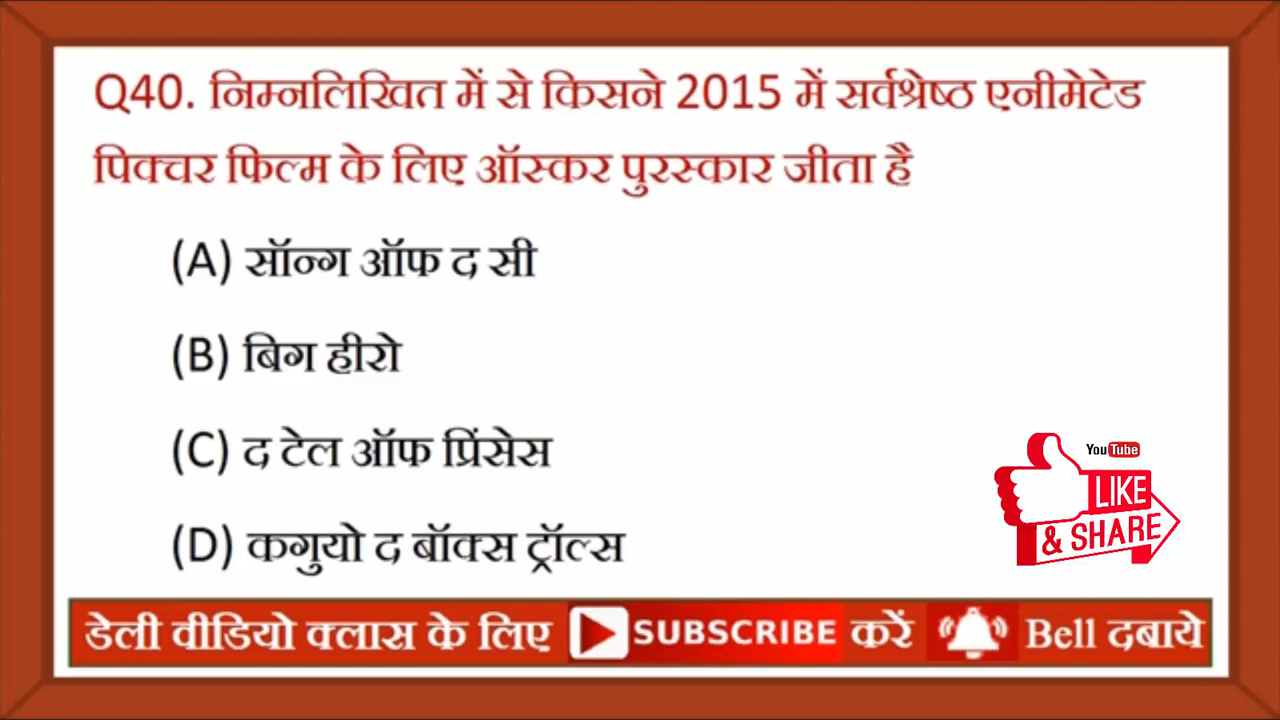 Q40. निम्नलिखित में से किसने 2015 में सर्वश्रेष्ठ एनीमेटेड
पिक्चर फिल्म के लिए ऑस्कर पुरस्कार जीता है
(A) सॉन्ग ऑफ द सी
(B) बिग हीरो
(C) द टेल ऑफ प्रिंसेस
(D) कगुयो द बॉक्स ट्रॉल्स
YouTube
LIKE
& SHARE
डेली वीडियो क्लास के लिए SUBSCRIBE करें Bell दबाये